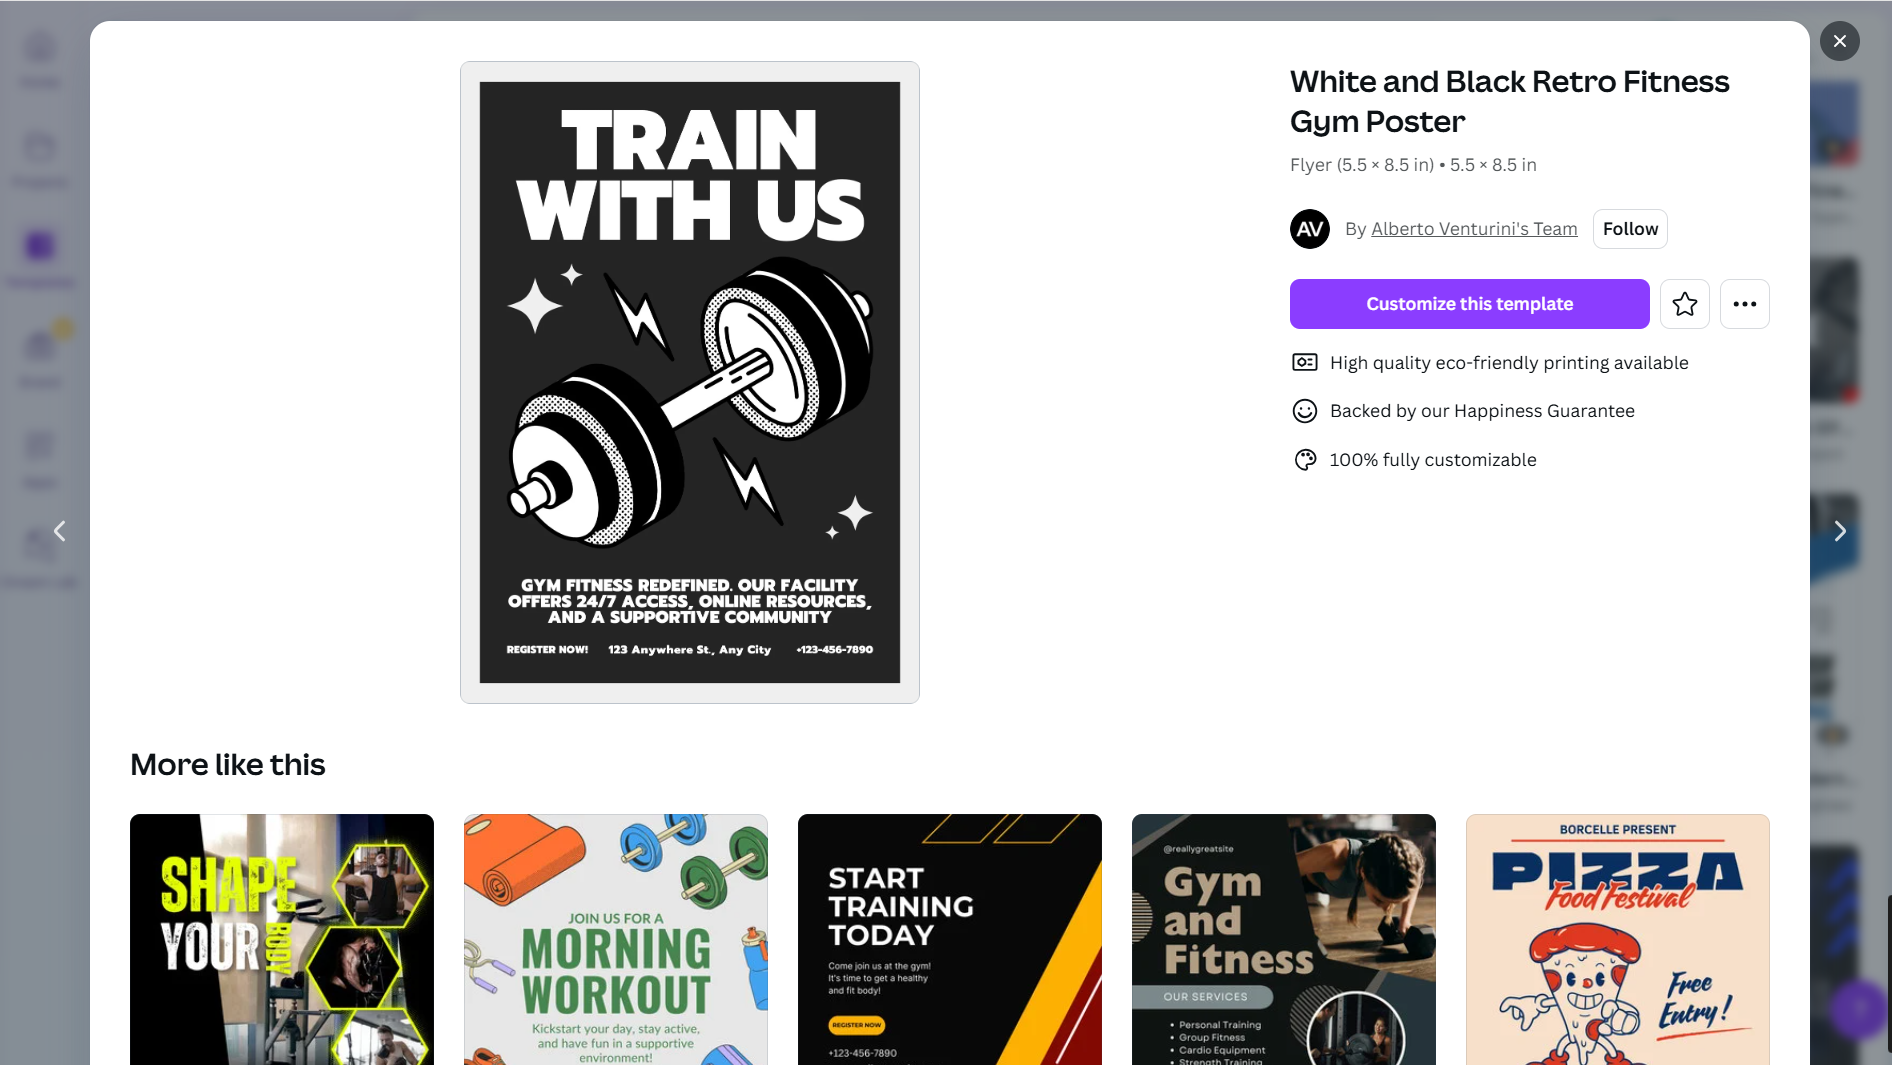 White and Black Retro Fitness
Gym Poster
Flyer (5.5 × 8.5 in) • 5.5 × 8.5 in
AV
By Alberto Venturini's Team
Follow
Customize this template
High quality eco-friendly printing available
Backed by our Happiness Guarantee
100% fully customizable
TRAIN
WITH US
GYM FITNESS REDEFINED. OUR FACILITY
OFFERS 24/7 ACCESS, ONLINE RESOURCES,
AND A SUPPORTIVE COMMUNITY
REGISTER NOW! 123 Anywhere St., Any City +123-456-7890
More like this
SHAPE
YOUR
BODY
JOIN US FOR A
MORNING
WORKOUT
Kickstart your day, stay active,
and have fun in a supportive
environment!
START
TRAINING
TODAY
Come join us at the gym!
It's time to get a healthy
and fit body!
REGISTER NOW
+123-456-7890
@reallygreatsite
Gym
and
Fitness
OUR SERVICES
• Personal Training
• Group Fitness
• Cardio Equipment
• Strength Training
BORCELLE PRESENT
PIZZA
Food Festival
Free
Entry!